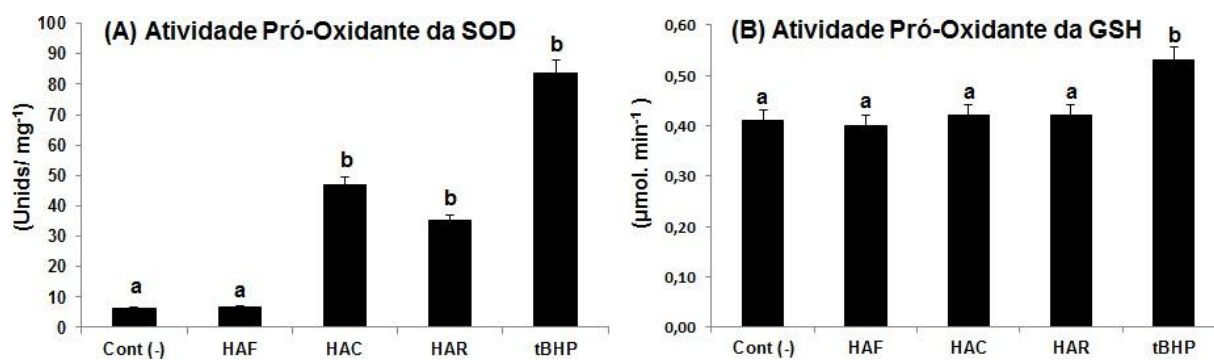 (A) Atividade Pró-Oxidante da SOD
(Unids/ mg-1)
100
90
80
70
60
50
40
30
20
10
0
a
a
b
b
b
Cont (-) HAF HAC HAR tBHP
(B) Atividade Pró-Oxidante da GSH
(µmol. min-1 )
0,60
0,50
0,40
0,30
0,20
0,10
0,00
a
a
a
a
b
Cont (-) HAF HAC HAR tBHP